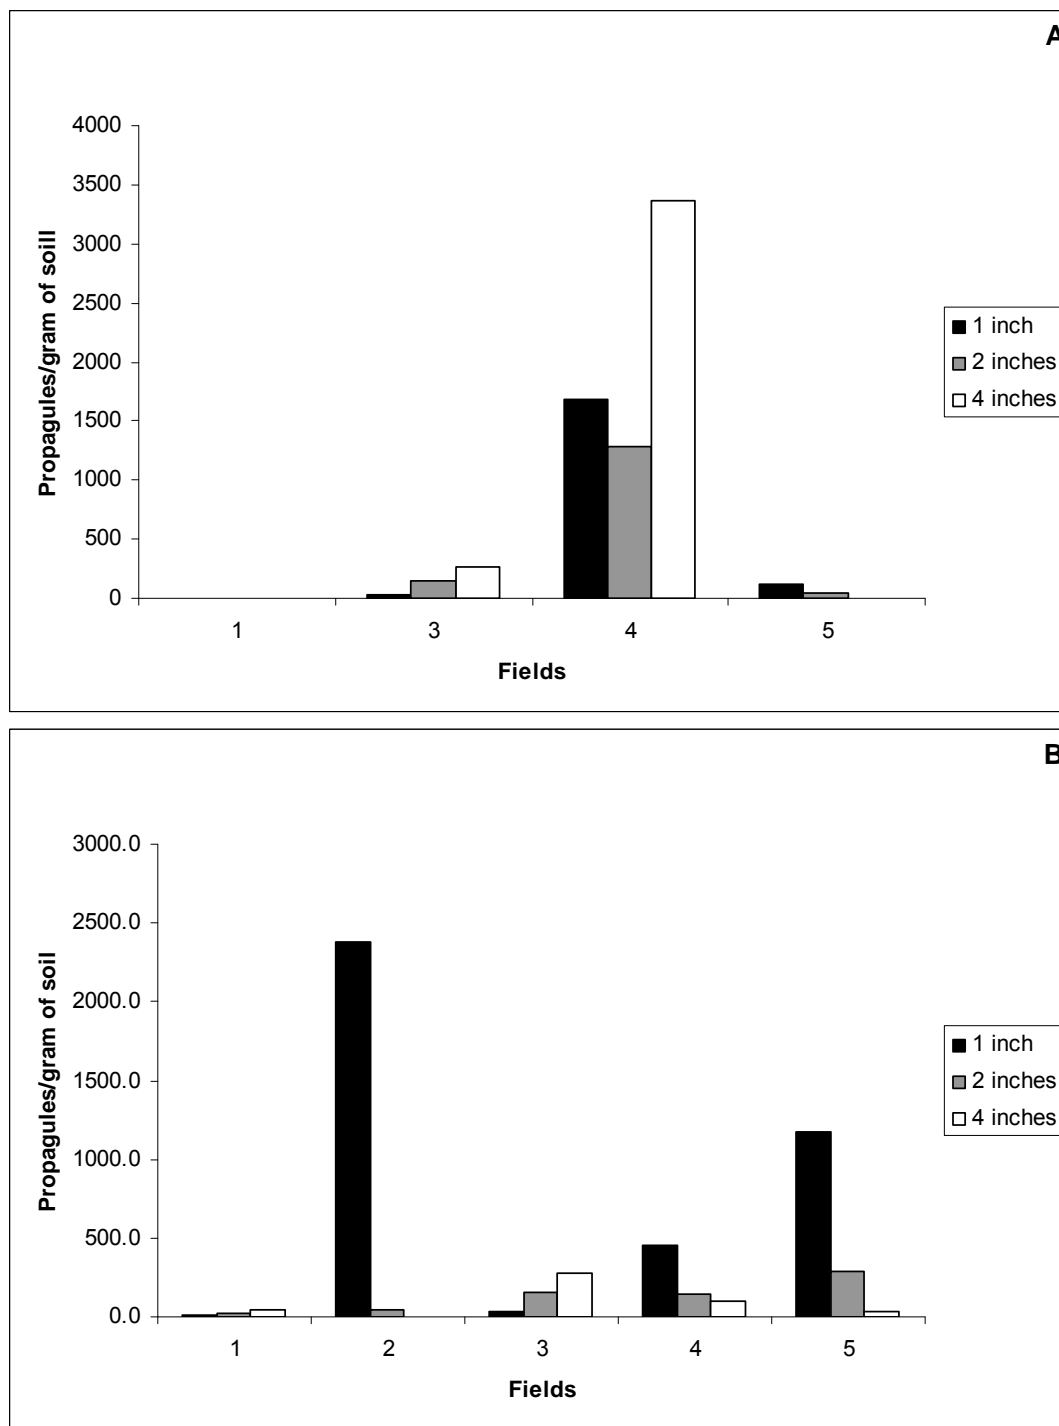 A
4000
3500
3000
2500
2000
1500
1000
500
0
Propagules/gram of soill
1 3 4 5
Fields
1 inch
2 inches
4 inches
B
3000.0
2500.0
2000.0
1500.0
1000.0
500.0
0.0
Propagules/gram of soil
1 2 3 4 5
Fields
1 inch
2 inches
4 inches